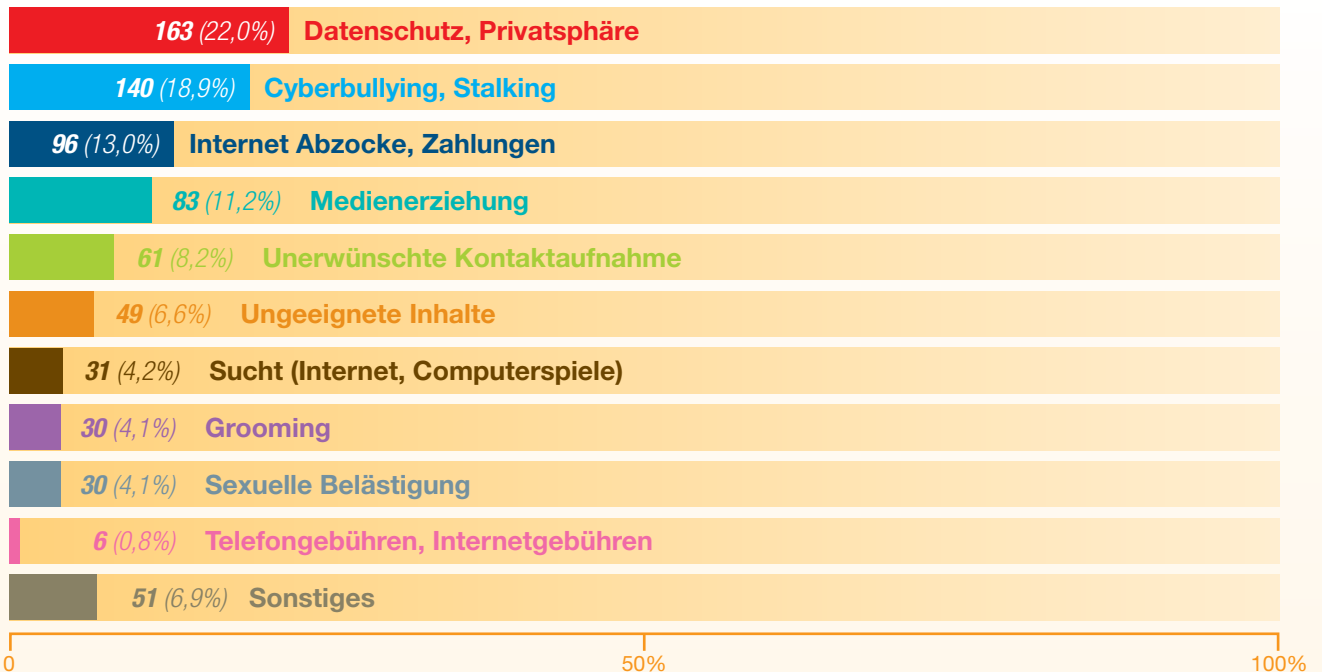 163 (22,0%) Datenschutz, Privatsphäre
140 (18,9%) Cyberbullying, Stalking
96 (13,0%) Internet Abzocke, Zahlungen
83 (11,2%) Medienerziehung
61 (8,2%) Unerwünschte Kontaktaufnahme
49 (6,6%) Ungeeignete Inhalte
31 (4,2%) Sucht (Internet, Computerspiele)
30 (4,1%) Grooming
30 (4,1%) Sexuelle Belästigung
6 (0,8%) Telefongebühren, Internetgebühren
51 (6,9%) Sonstiges
0 50% 100%